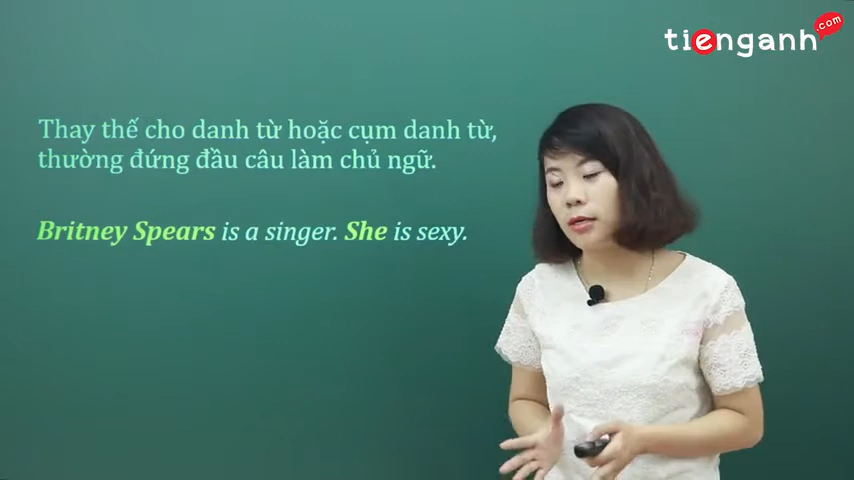 tienganh.com
Thay thế cho danh từ hoặc cụm danh từ,
thường đứng đầu câu làm chủ ngữ.
Britney Spears is a singer. She is sexy.